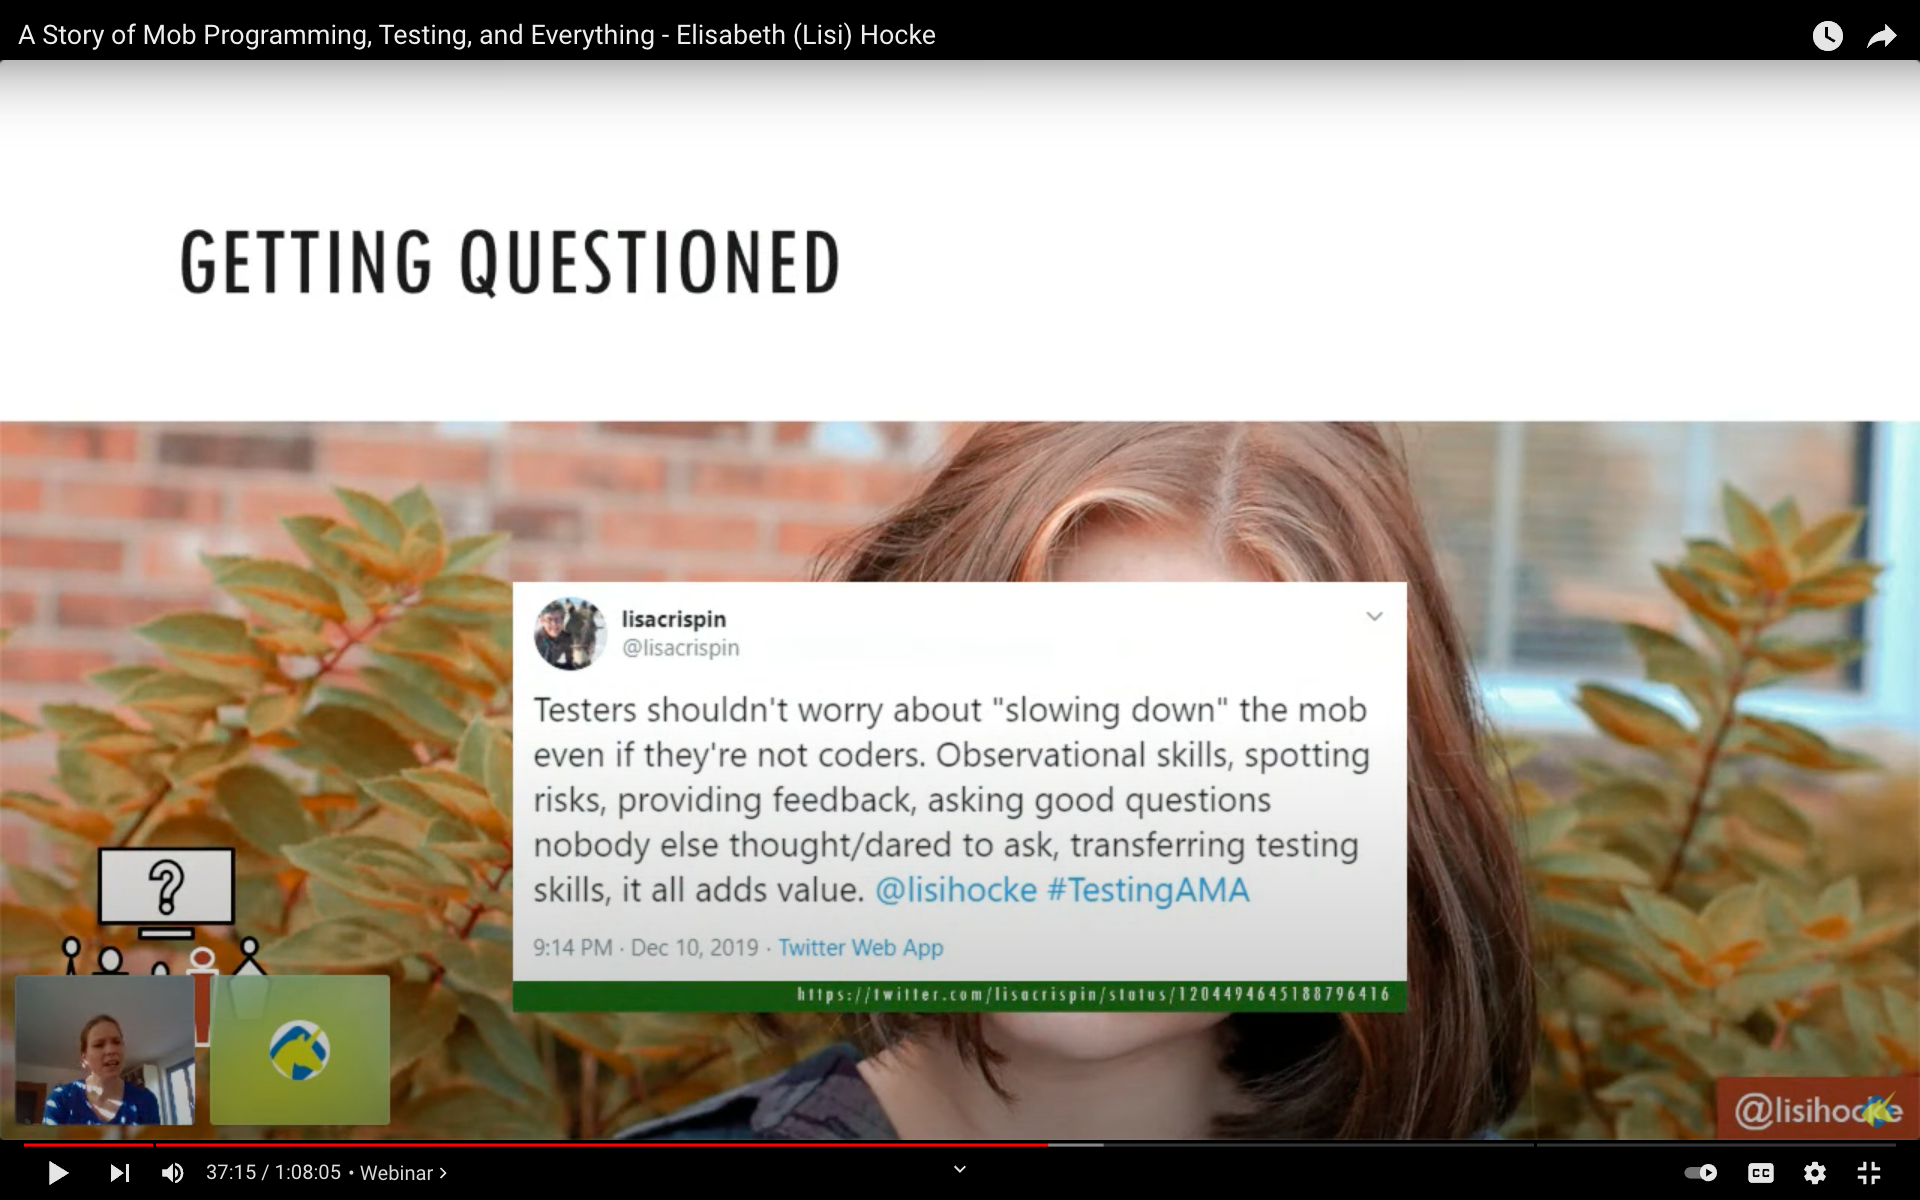 A Story of Mob Programming, Testing, and Everything - Elisabeth (Lisi) Hocke
GETTING QUESTIONED
lisacrispin
@lisacrispin
Testers shouldn't worry about "slowing down" the mob
even if they're not coders. Observational skills, spotting
risks, providing feedback, asking good questions
nobody else thought/dared to ask, transferring testing
skills, it all adds value. @lisihocke #TestingAMA
9:14 PM · Dec 10, 2019 · Twitter Web App
https://twitter.com/lisacrispin/status/1204494645188796416
?
@lisihocke
37:15 / 1:08:05 • Webinar ›
CC